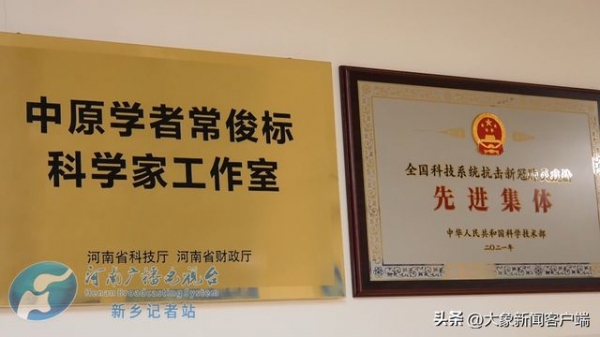 中原学者常俊标
科学家工作室
河南省科技厅 河南省财政厅
全国科技系统抗击新冠
先进集体
中华人民共和国科学技术部
二〇二一年
河南广播电视台
Henan Broadcasting System
新乡记者站
头条 @大象新闻客户端